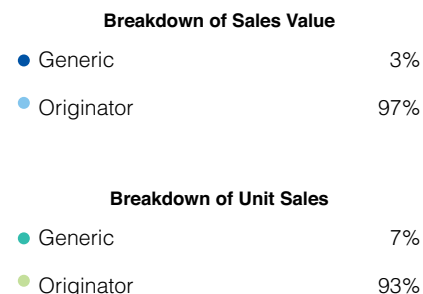 Breakdown of Sales Value
Generic 3%
Originator 97%
Breakdown of Unit Sales
Generic 7%
Originator 93%